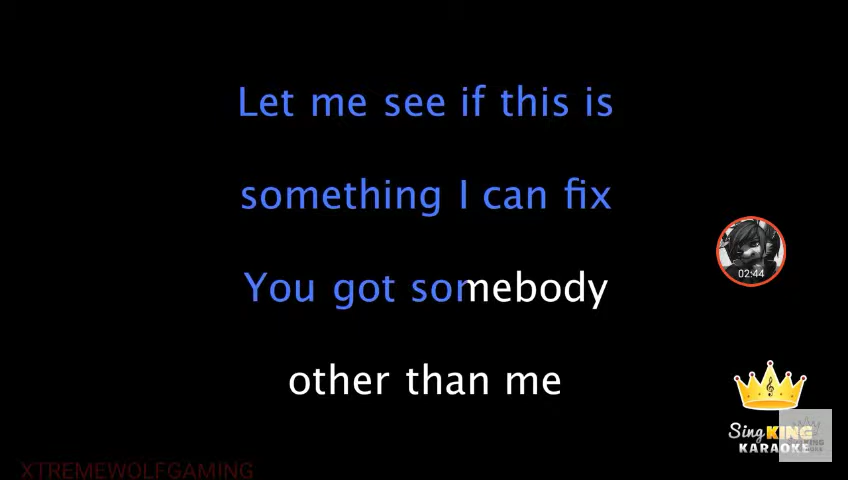 Let me see if this is
something I can fix
You got somebody
other than me
02:44
Sing KING
KARAOKE
XTREMEWOLFGAMING